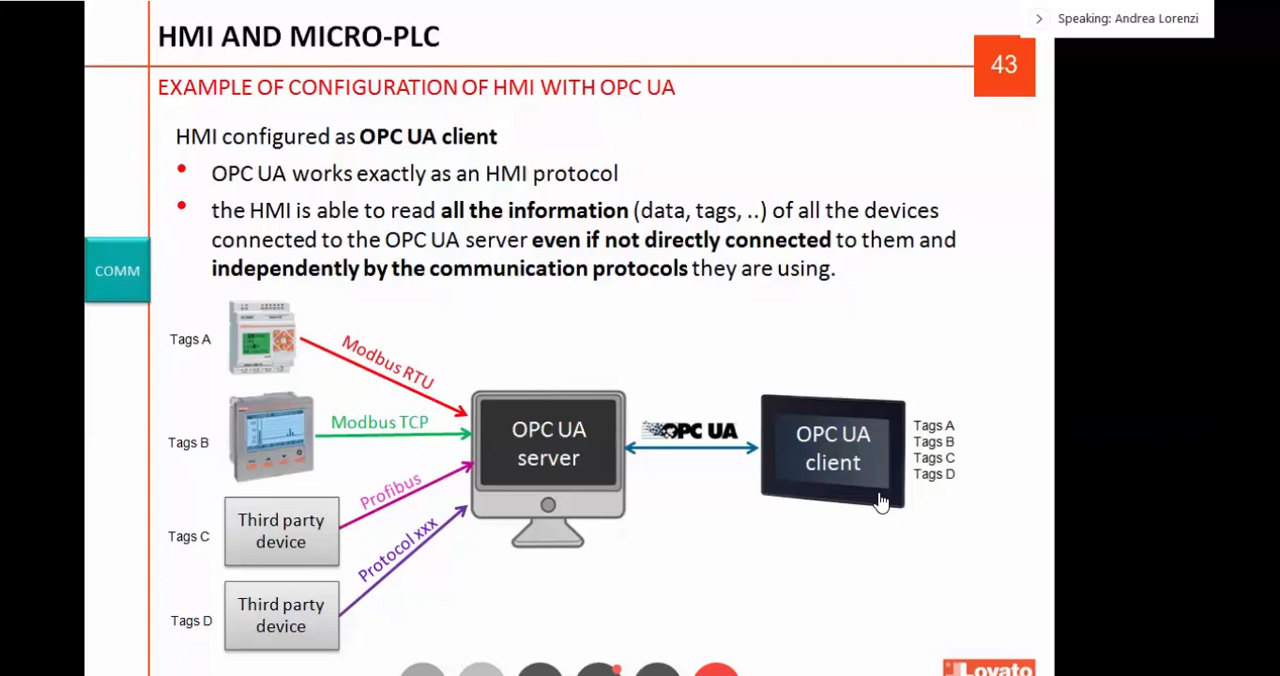 Speaking: Andrea Lorenzi
HMI AND MICRO-PLC
43
EXAMPLE OF CONFIGURATION OF HMI WITH OPC UA
HMI configured as OPC UA client
• OPC UA works exactly as an HMI protocol
• the HMI is able to read all the information (data, tags, ..) of all the devices
connected to the OPC UA server even if not directly connected to them and
independently by the communication protocols they are using.
COMM
Tags A
Modbus RTU
Tags B
Modbus TCP
OPC UA
server
OPC UA
OPC UA
client
Tags A
Tags B
Tags C
Tags D
Profibus
Tags C
Third party
device
Protocol xxx
Tags D
Third party
device
Lovato